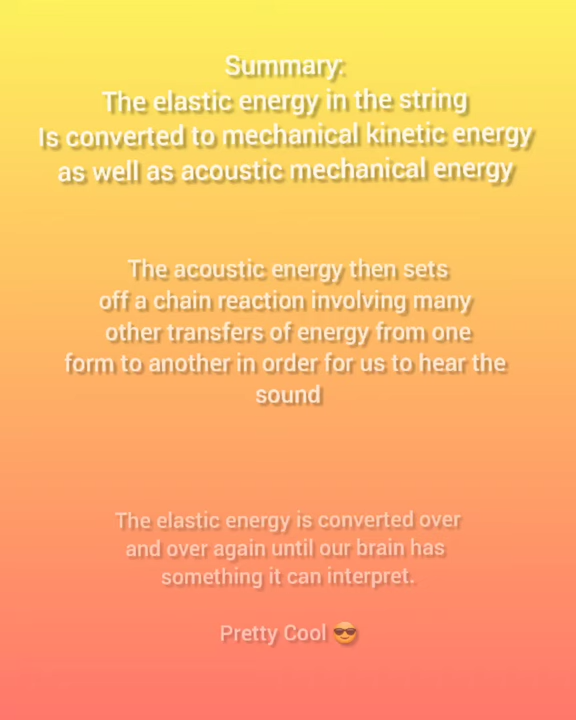 Summary:
The elastic energy in the string
Is converted to mechanical kinetic energy
as well as acoustic mechanical energy
The acoustic energy then sets
off a chain reaction involving many
other transfers of energy from one
form to another in order for us to hear the
sound
The elastic energy is converted over
and over again until our brain has
something it can interpret.
Pretty Cool 😎